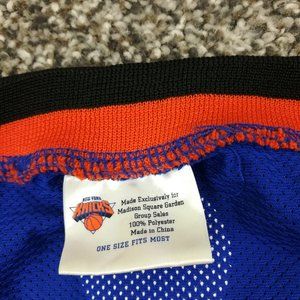 NEW YORK
KNICKS
Made Exclusively for
Madison Square Garden
Group Sales
100% Polyester
Made in China
ONE SIZE FITS MOST